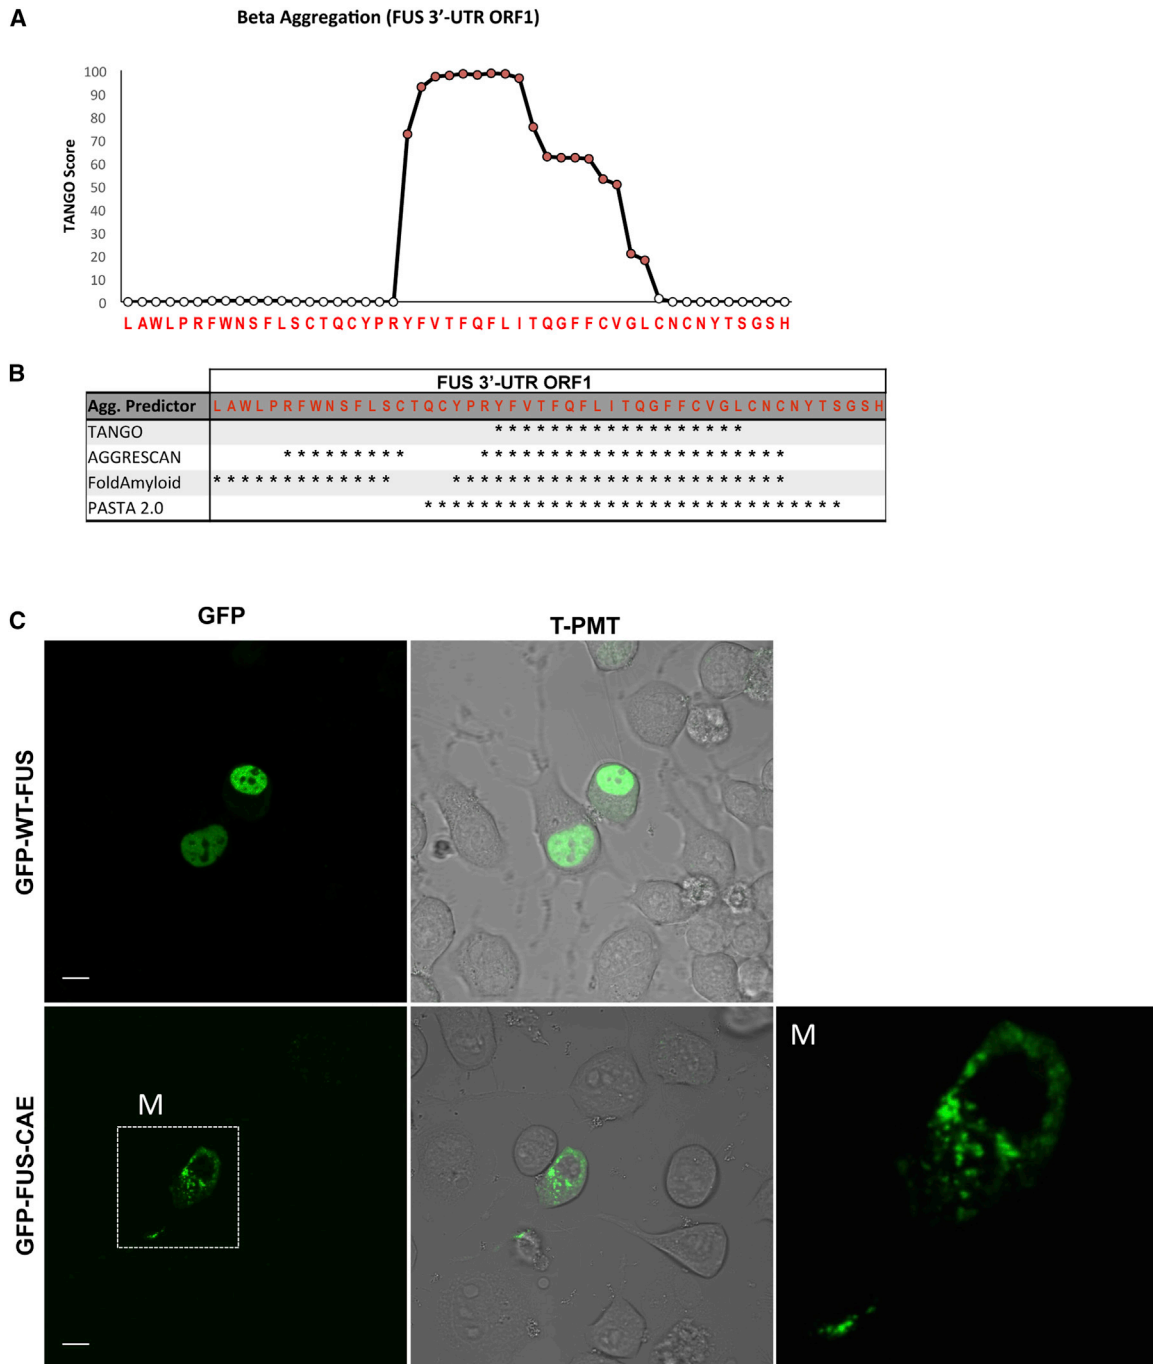 A
Beta Aggregation (FUS 3'-UTR ORF1)
100
90
80
70
60
50
40
30
20
10
0
TANGO Score
L A W L P R F W N S F L S C T Q C Y P R Y F V T F Q F L I T Q G F F C V G L C N C N Y T S G S H
B
FUS 3'-UTR ORF1
Agg. Predictor L A W L P R F W N S F L S C T Q C Y P R Y F V T F Q F L I T Q G F F C V G L C N C N Y T S G S H
TANGO * * * * * * * * * * * * * * * * * *
AGGRESCAN * * * * * * * * * * * * * * * * * * * * * * * * * * * * * *
FoldAmyloid * * * * * * * * * * * * * * * * * * * * * * * * * * * * * * * * * * * * *
PASTA 2.0 * * * * * * * * * * * * * * * * * * * * * * * * * * * * * *
C
GFP
T-PMT
GFP-WT-FUS
GFP-FUS-CAE
M
M